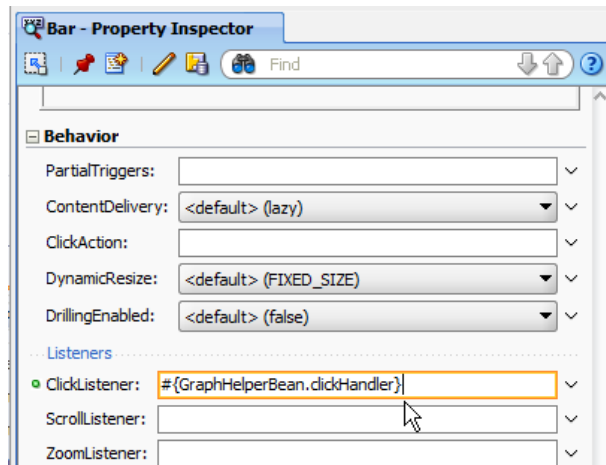 Bar - Property Inspector
Find
Behavior
PartialTriggers:
ContentDelivery: <default> (lazy)
ClickAction:
DynamicResize: <default> (FIXED_SIZE)
DrillingEnabled: <default> (false)
Listeners
ClickListener: #{GraphHelperBean.clickHandler}
ScrollListener:
ZoomListener: